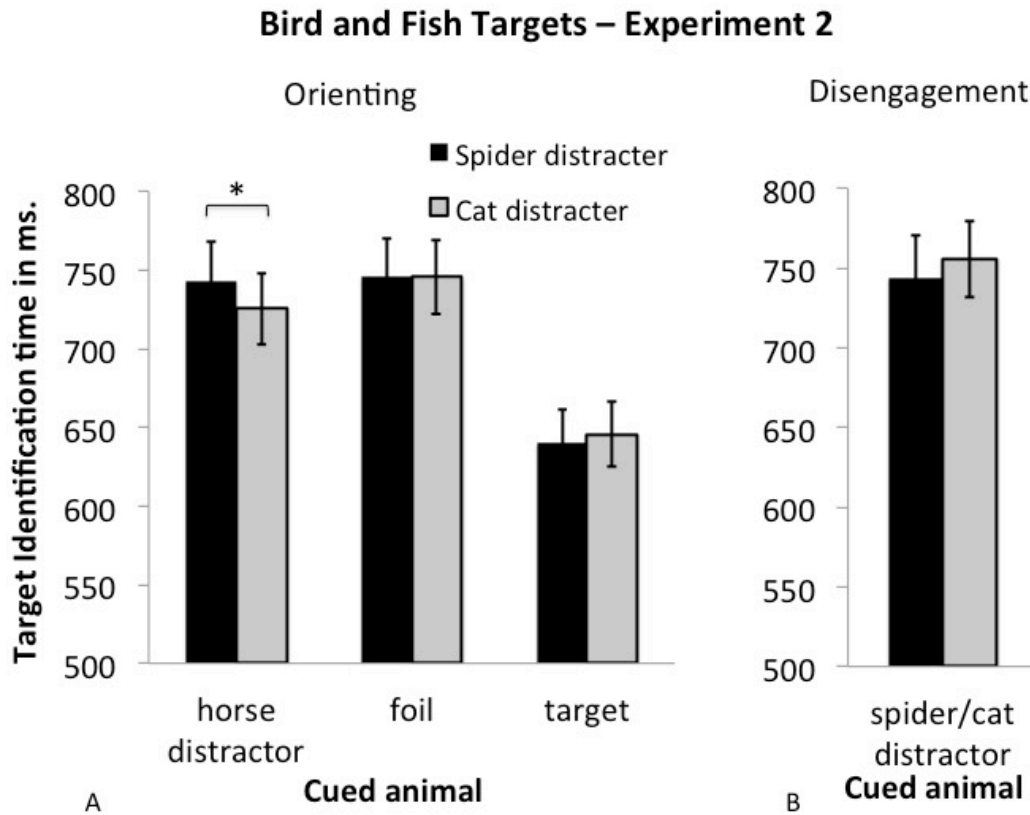 Bird and Fish Targets – Experiment 2
Orienting
Spider distracter
Cat distracter
*
Target Identification time in ms.
800
750
700
650
600
550
500
horse
distractor
foil
target
Cued animal
A
Disengagement
800
750
700
650
600
550
500
spider/cat
distractor
Cued animal
B